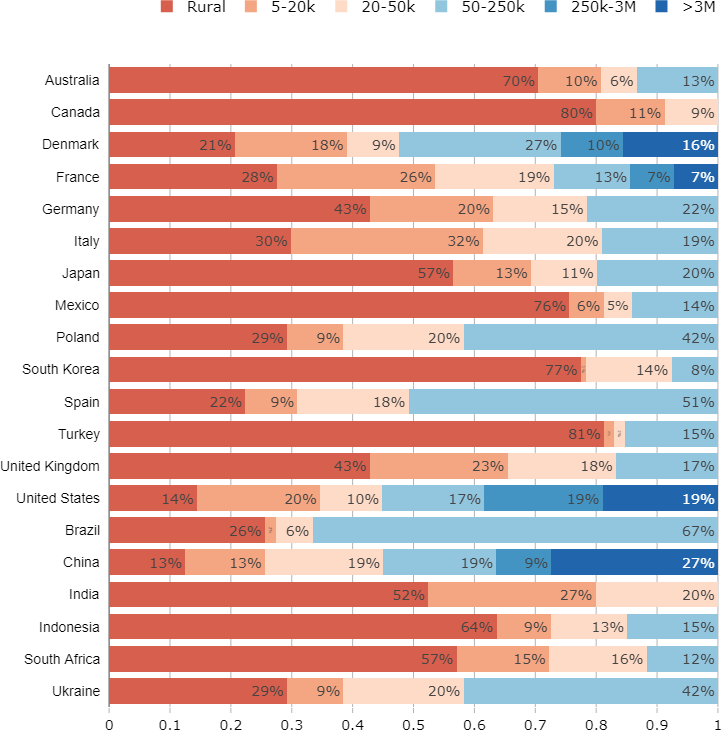 Rural 5-20k 20-50k 50-250k 250k-3M >3M
Australia 70% 10% 6% 13%
Canada 80% 11% 9%
Denmark 21% 18% 9% 27% 10% 16%
France 28% 26% 19% 13% 7% 7%
Germany 43% 20% 15% 22%
Italy 30% 32% 20% 19%
Japan 57% 13% 11% 20%
Mexico 76% 6% 5% 14%
Poland 29% 9% 20% 42%
South Korea 77% 14% 8%
Spain 22% 9% 18% 51%
Turkey 81% 15%
United Kingdom 43% 23% 18% 17%
United States 14% 20% 10% 17% 19% 19%
Brazil 26% 6% 67%
China 13% 13% 19% 19% 9% 27%
India 52% 27% 20%
Indonesia 64% 9% 13% 15%
South Africa 57% 15% 16% 12%
Ukraine 29% 9% 20% 42%
0 0.1 0.2 0.3 0.4 0.5 0.6 0.7 0.8 0.9 1